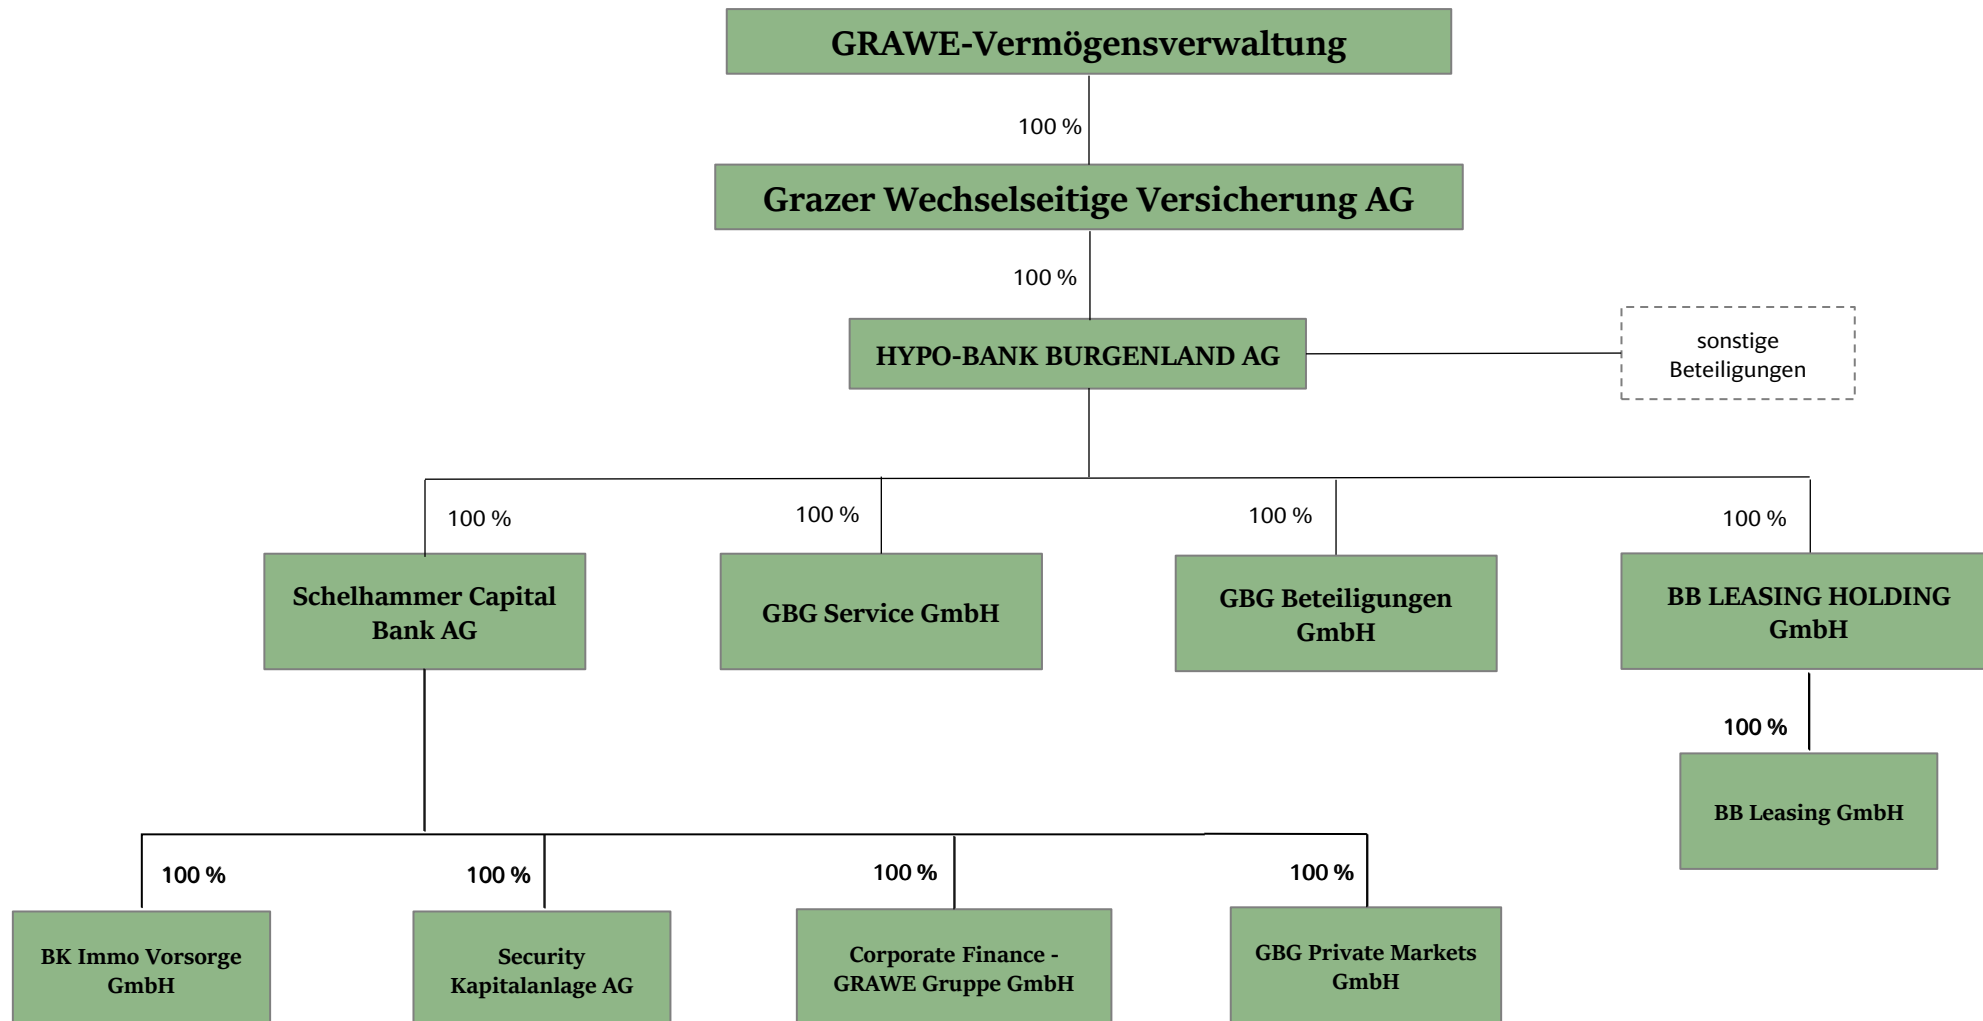 GRAWE-Vermögensverwaltung
100 %
Grazer Wechselseitige Versicherung AG
100 %
HYPO-BANK BURGENLAND AG
sonstige
Beteiligungen
100 %
100 %
100 %
100 %
Schelhammer Capital
Bank AG
GBG Service GmbH
GBG Beteiligungen
GmbH
BB LEASING HOLDING
GmbH
100 %
BB Leasing GmbH
100 %
100 %
100 %
100 %
BK Immo Vorsorge
GmbH
Security
Kapitalanlage AG
Corporate Finance -
GRAWE Gruppe GmbH
GBG Private Markets
GmbH